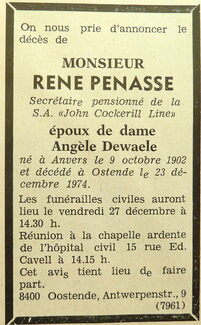 On nous prie d'annoncer le
décès de
MONSIEUR
RENE PENASSE
Secrétaire pensionné de la
S.A. «John Cockerill Line»
époux de dame
Angèle Dewaele
né à Anvers le 9 octobre 1902
et décédé à Ostende le 23 dé-
cembre 1974.
Les funérailles civiles auront
lieu le vendredi 27 décembre à
14.30 h.
Réunion à la chapelle ardente
de l'hôpital civil 15 rue Ed.
Cavell à 14.15 h.
Cet avis tient lieu de faire
part.
8400 Oostende, Antwerpenstr., 9
(7961)